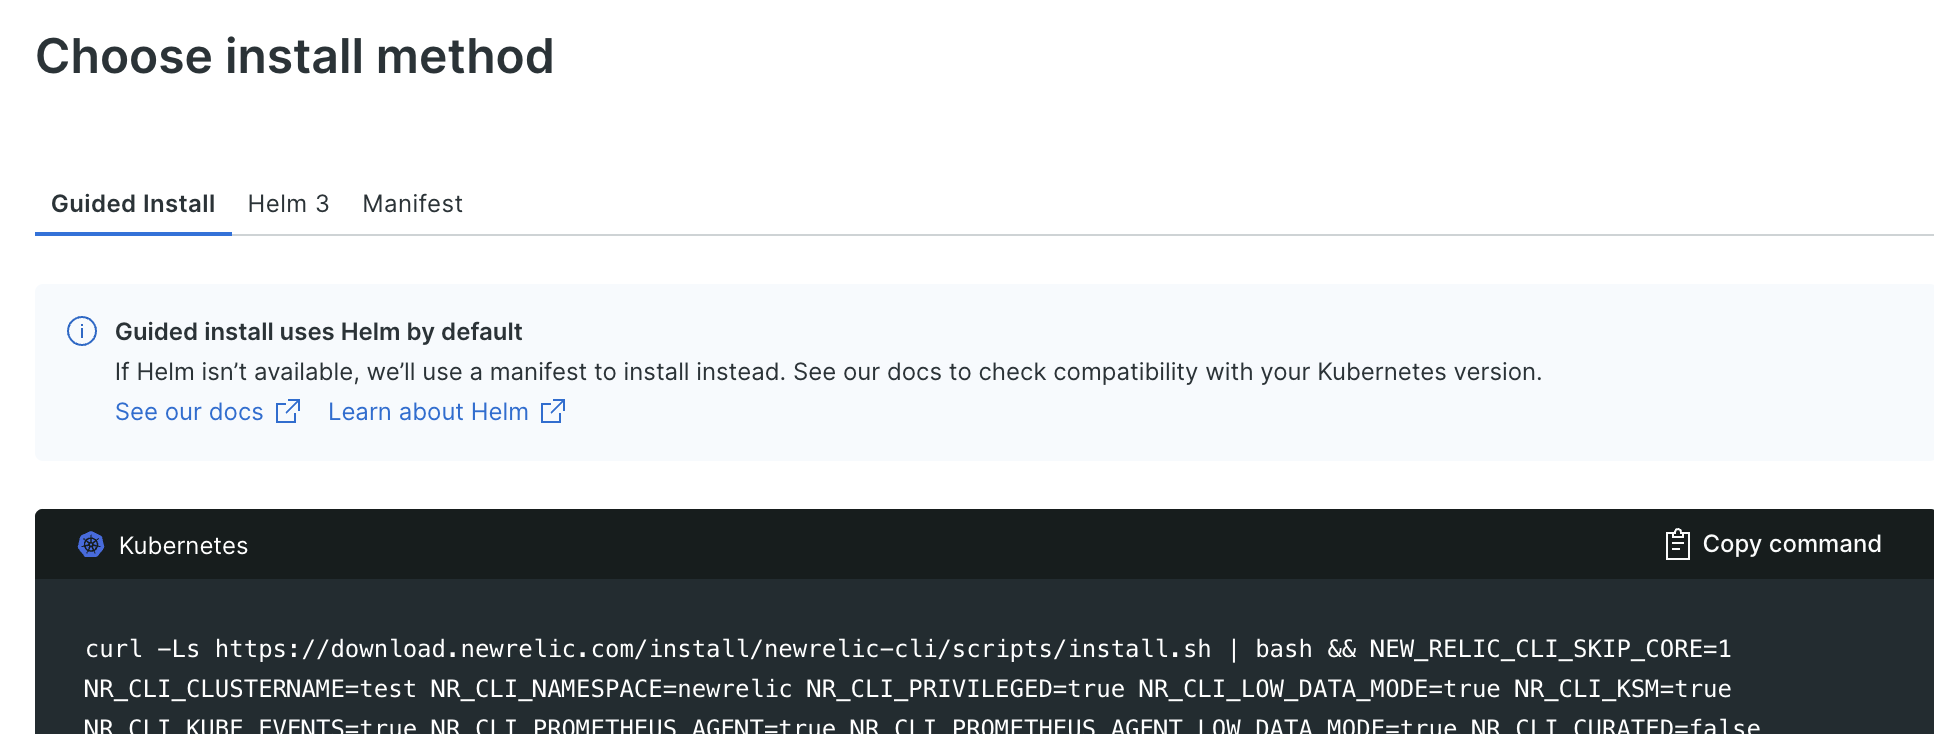 Choose install method
Guided Install Helm 3 Manifest
Guided install uses Helm by default
If Helm isn’t available, we’ll use a manifest to install instead. See our docs to check compatibility with your Kubernetes version.
See our docs Learn about Helm
Kubernetes Copy command
curl -Ls https://download.newrelic.com/install/newrelic-cli/scripts/install.sh | bash && NEW_RELIC_CLI_SKIP_CORE=1
NR_CLI_CLUSTERNAME=test NR_CLI_NAMESPACE=newrelic NR_CLI_PRIVILEGED=true NR_CLI_LOW_DATA_MODE=true NR_CLI_KSM=true
NR_CLI_KUBE_EVENTS=true NR_CLI_PROMETHEUS_AGENT=true NR_CLI_PROMETHEUS_AGENT_LOW_DATA_MODE=true NR_CLI_CURATED=false